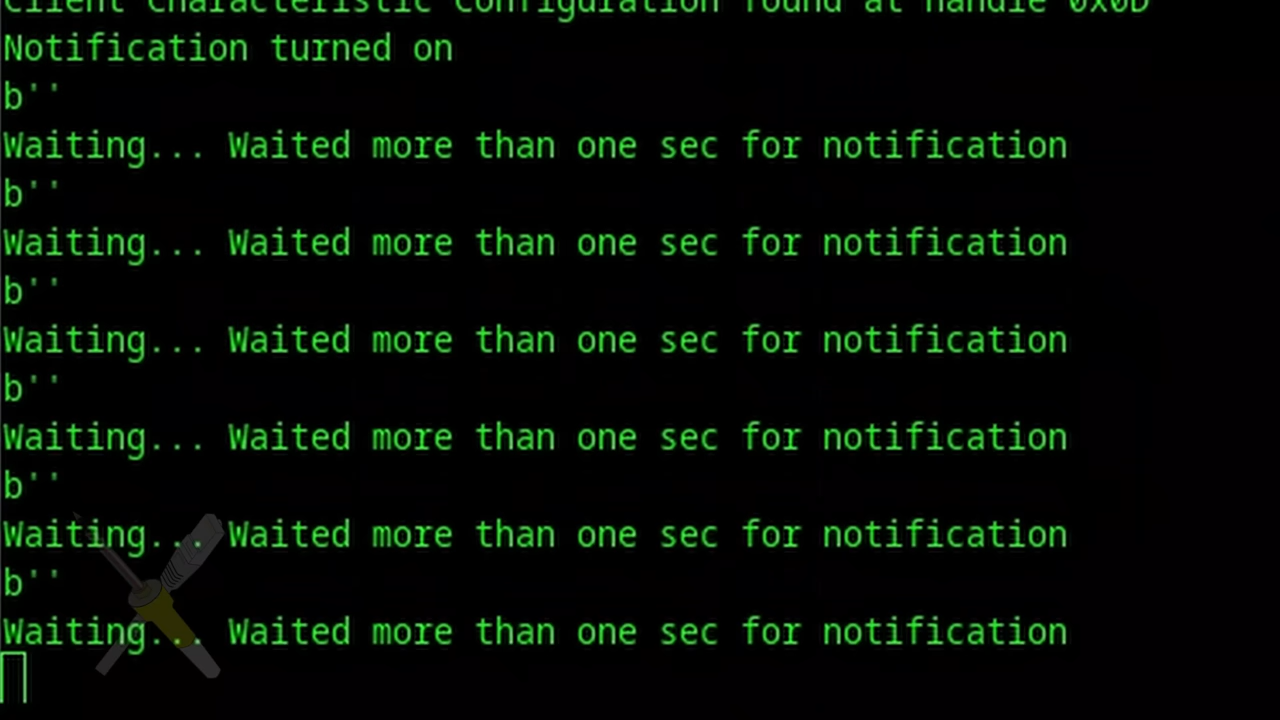 Client Characteristic Configuration found at handle 0x0D
Notification turned on
b''
Waiting... Waited more than one sec for notification
b''
Waiting... Waited more than one sec for notification
b''
Waiting... Waited more than one sec for notification
b''
Waiting... Waited more than one sec for notification
b''
Waiting... Waited more than one sec for notification
b''
Waiting... Waited more than one sec for notification